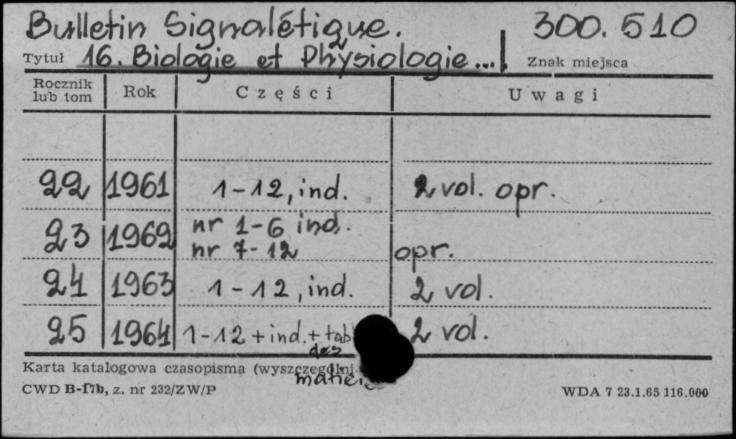 Bulletin Signalétique. 300.510
Tytuł 16. Biologie et Physiologie... Znak miejsca
Rocznik lub tom Rok Części Uwagi
22 1961 1-12, ind. 2 vol. opr.
23 1962 nr 1-6 ind.
nr 7-12 opr.
24 1963 1-12, ind. 2 vol.
25 1964 1-12 + ind. + tab 2 vol.
des
Karta katalogowa czasopisma
CWD B-17b, z. nr 232/ZW/P WDA 7 23.1.65 116.000